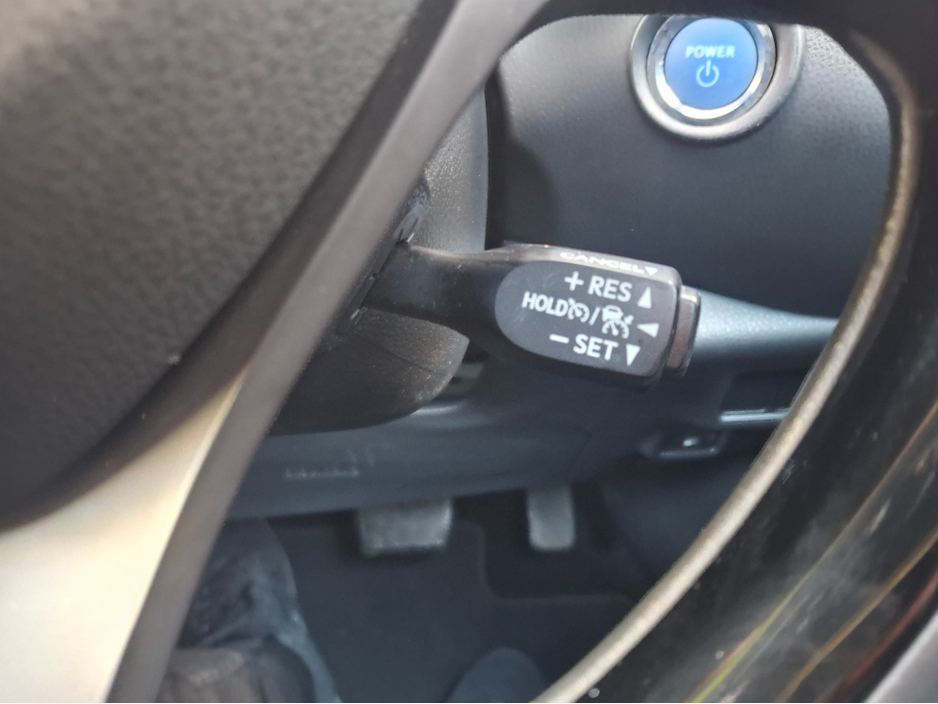 POWER
CANCEL▼
+ RES ▲
HOLD / ◀
− SET ▼